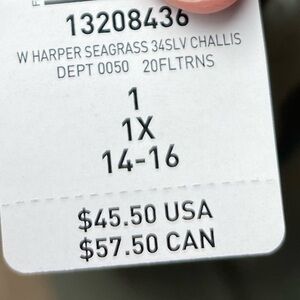 13208436
W HARPER SEAGRASS 34SLV CHALLIS
DEPT 0050 20FLTRNS
1
1X
14-16
$45.50 USA
$57.50 CAN